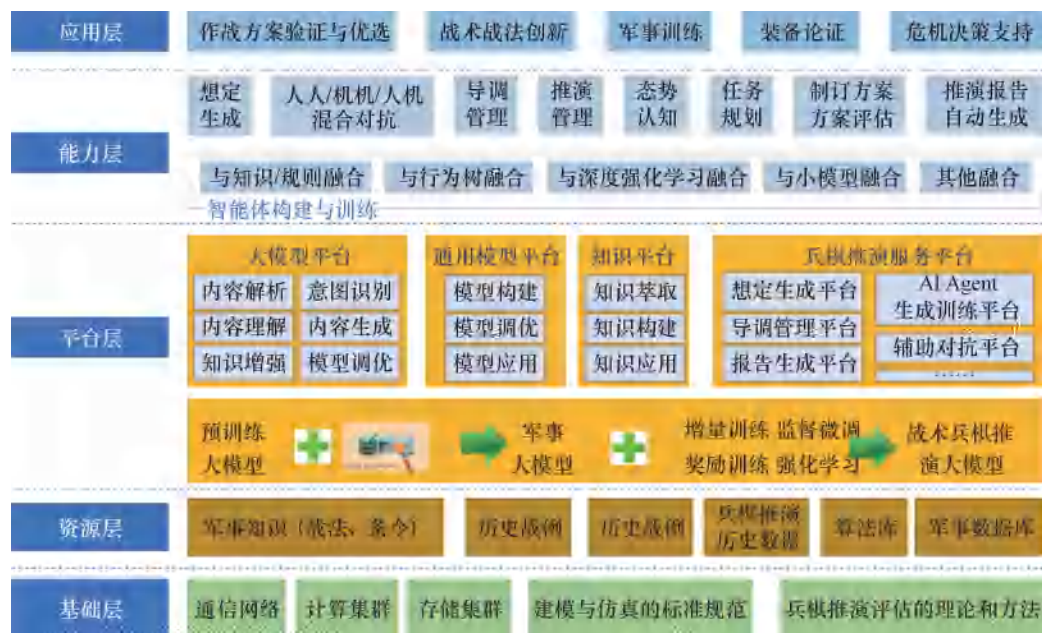 应用层
作战方案验证与优选 战术战法创新 军事训练 装备论证 危机决策支持
能力层
想定 人人/机机/人机 导调 推演 态势 任务 制订方案 推演报告
生成 混合对抗 管理 管理 认知 规划 方案评估 自动生成
与知识/规则融合 与行为树融合 与深度强化学习融合 与小模型融合 其他融合
智能体构建与训练
平台层
大模型平台 通用模型平台 知识平台 兵棋推演服务平台
内容解析 意图识别 模型构建 知识萃取 想定生成平台 AI Agent
生成训练平台
内容理解 内容生成 模型调优 知识构建 导调管理平台
辅助对抗平台
知识增强 模型调优 模型应用 知识应用 报告生成平台 ……
预训练 军事 增量训练 监督微调 战术兵棋推
大模型 大模型 奖励训练 强化学习 演大模型
资源层
军事知识（战法、条令） 历史战例 历史战例 兵棋推演 算法库 军事数据库
历史数据
基础层
通信网络 计算集群 存储集群 建模与仿真的标准规范 兵棋推演评估的理论和方法